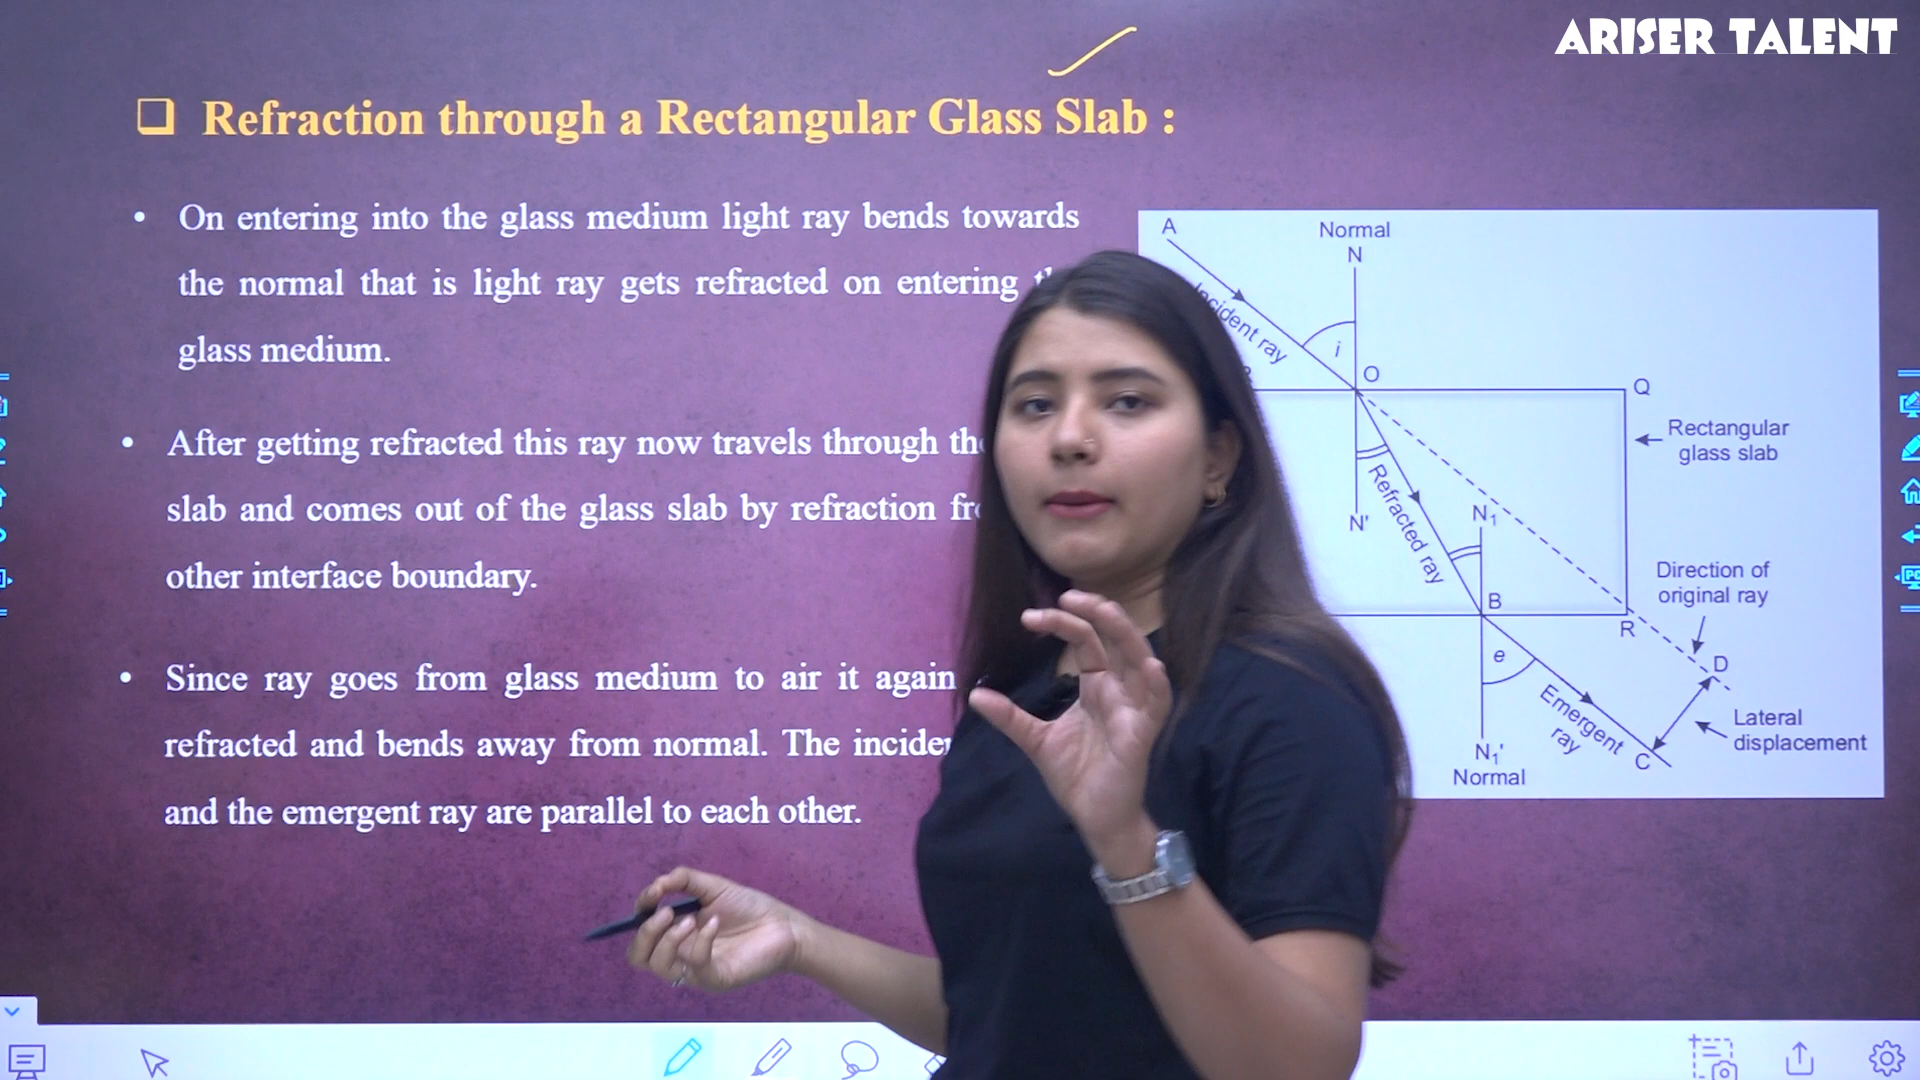 ARISER TALENT
Refraction through a Rectangular Glass Slab :
• On entering into the glass medium light ray bends towards
the normal that is light ray gets refracted on entering
glass medium.
• After getting refracted this ray now travels through
slab and comes out of the glass slab by refraction
other interface boundary.
• Since ray goes from glass medium to air it again
refracted and bends away from normal. The
and the emergent ray are parallel to each other.
A
Normal
N
Incident ray
i
O
Q
Rectangular
glass slab
N'
Refracted ray
N₁
Direction of
original ray
B
R
e
D
Emergent
ray
Lateral
displacement
N₁'
C
Normal